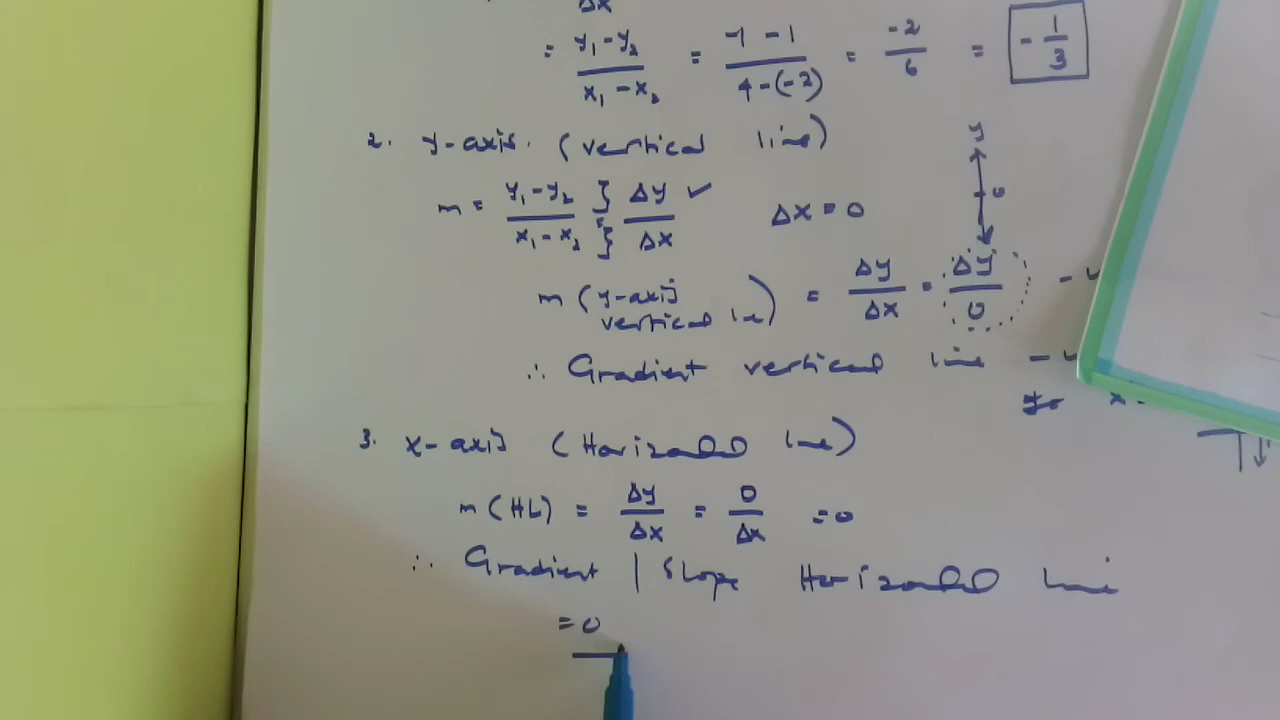 Δx
= y₁-y₂ / x₁-x₂ = -1-1 / 4-(-2) = -2/6 = -1/3
2. y-axis. (vertical line)
y
m = y₁-y₂ / x₁-x₂ } = } Δy/Δx ✓ Δx = 0
0
m (y-axis vertical line) = Δy/Δx = Δy/0 -
∴ Gradient vertical line -
x =
3. x-axis (Horizontal line)
m (HL) = Δy/Δx = 0/Δx = 0
∴ Gradient | Slope Horizontal line
= 0